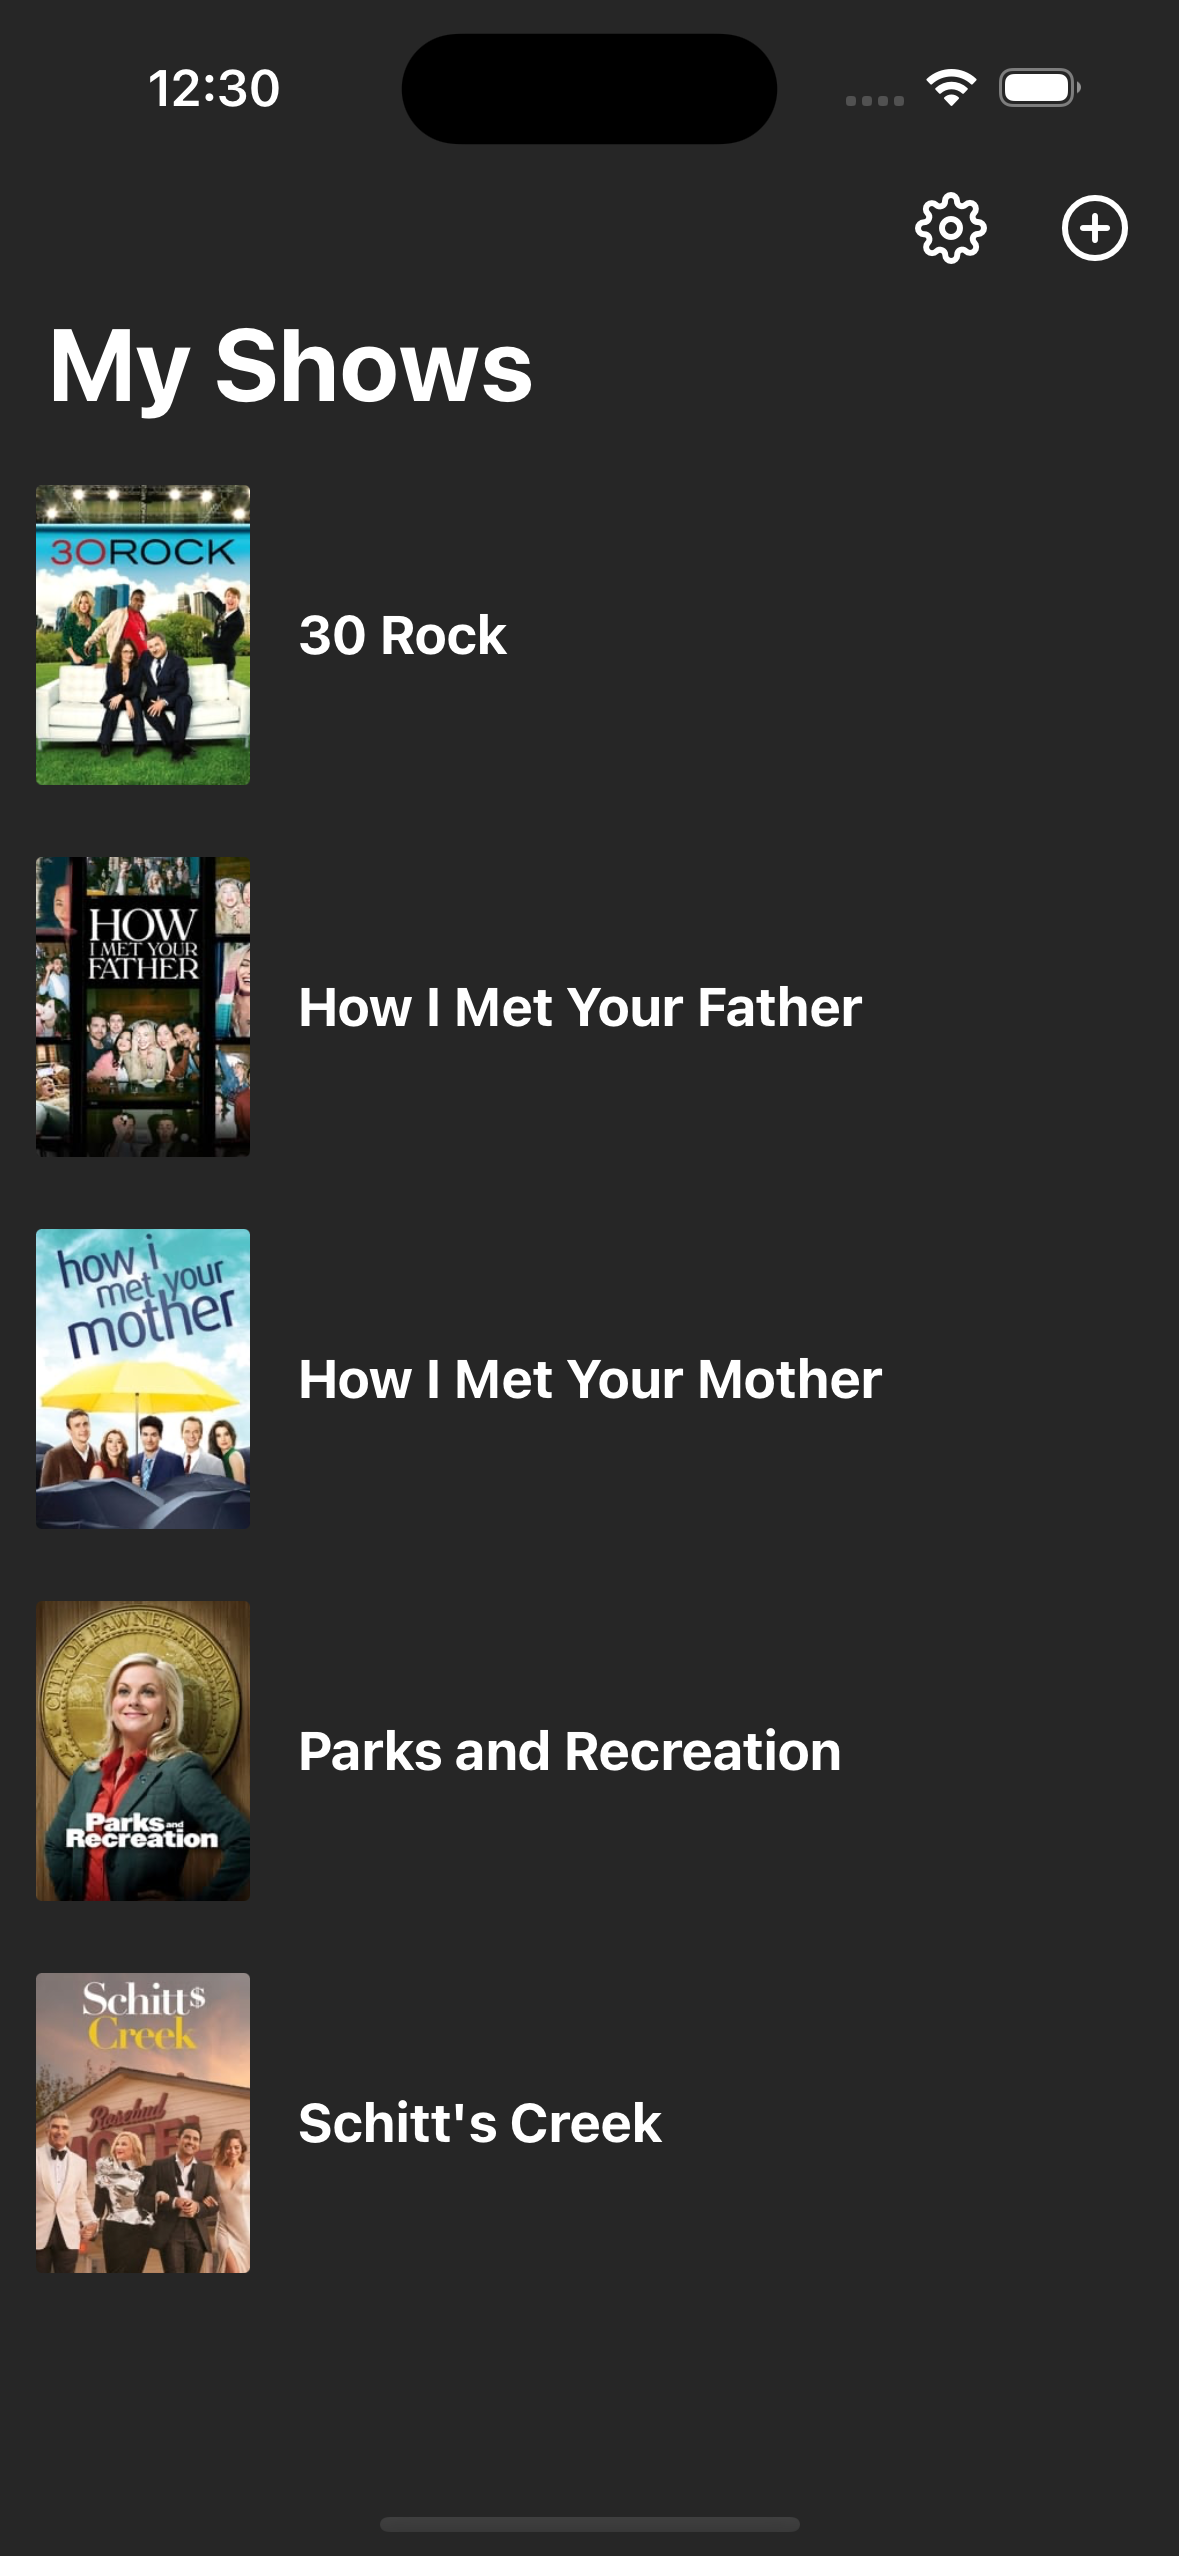 12:30
My Shows
30ROCK
30 Rock
HOW
I MET YOUR
FATHER
How I Met Your Father
how i
met your
mother
How I Met Your Mother
CITY OF PAWNEE, INDIANA
Parks and
Recreation
Parks and Recreation
Schitt$
Creek
Rosebud
MOTEL
Schitt's Creek